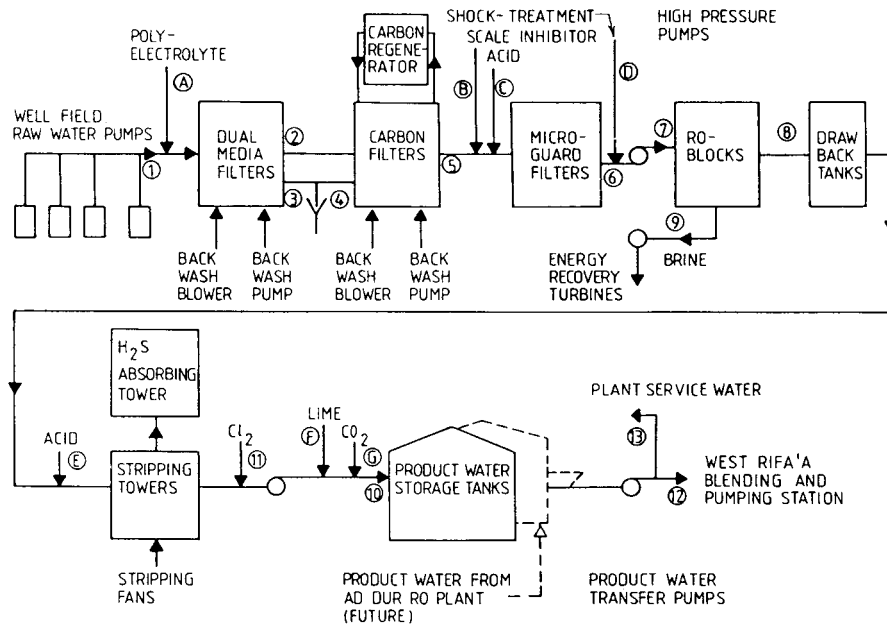 SHOCK-TREATMENT
SCALE INHIBITOR
ACID
HIGH PRESSURE
PUMPS
POLY-
ELECTROLYTE
CARBON
REGENE-
RATOR
A
B
C
D
WELL FIELD
RAW WATER PUMPS
1
DUAL
MEDIA
FILTERS
2
3
4
CARBON
FILTERS
5
MICRO-
GUARD
FILTERS
6
7
RO-
BLOCKS
8
DRAW
BACK
TANKS
9
BRINE
BACK
WASH
BLOWER
BACK
WASH
PUMP
BACK
WASH
BLOWER
BACK
WASH
PUMP
ENERGY
RECOVERY
TURBINES
H2S
ABSORBING
TOWER
ACID
E
STRIPPING
TOWERS
STRIPPING
FANS
Cl2
11
LIME
F
CO2
G
10
PRODUCT WATER
STORAGE TANKS
PLANT SERVICE WATER
13
12
WEST RIFA'A
BLENDING AND
PUMPING STATION
PRODUCT WATER FROM
AD DUR RO PLANT
(FUTURE)
PRODUCT WATER
TRANSFER PUMPS